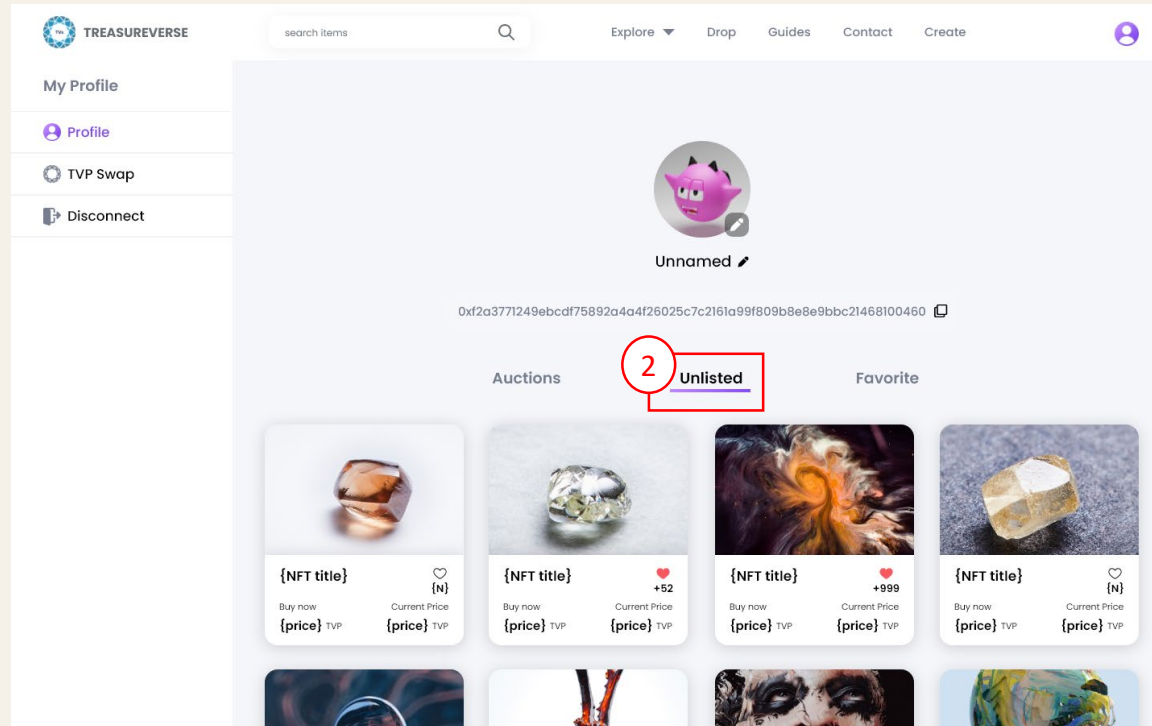 TVs TREASUREVERSE
search items
Explore Drop Guides Contact Create
My Profile
Profile
TVP Swap
Disconnect
Unnamed
0xf2a3771249ebcdf75892a4a4f26025c7c2161a99f809b8e8e9bbc21468100460
Auctions 2 Unlisted Favorite
{NFT title} {NFT title} {NFT title} {NFT title}
{N} +52 +999 {N}
Buy now Current Price Buy now Current Price Buy now Current Price Buy now Current Price
{price} TVP {price} TVP {price} TVP {price} TVP {price} TVP {price} TVP {price} TVP {price} TVP